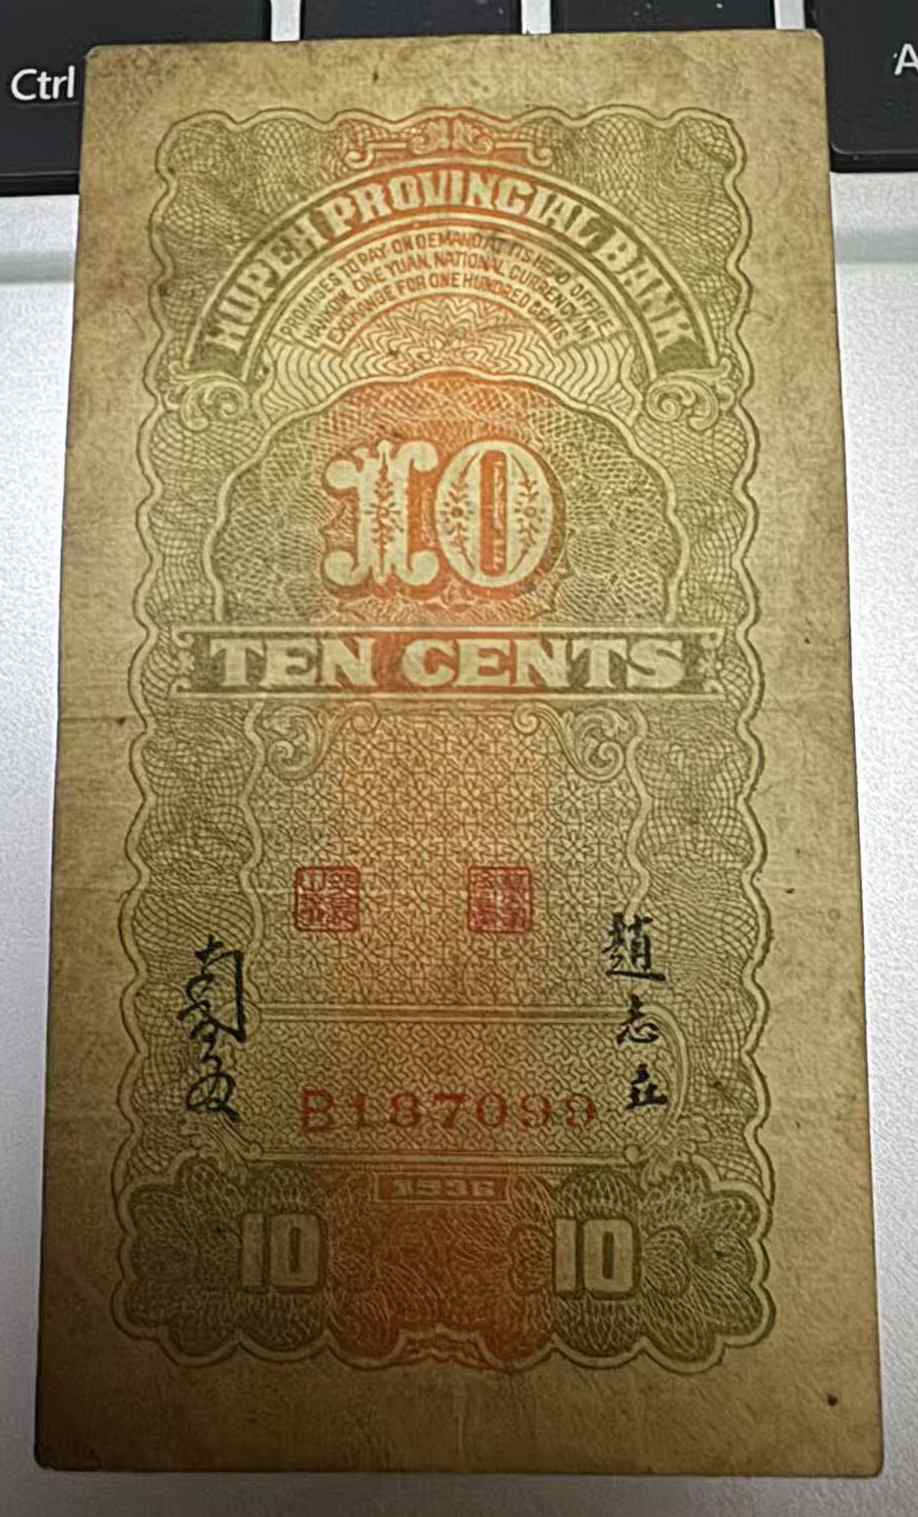 Ctrl
A
HUPEH PROVINCIAL BANK
PROMISES TO PAY ON DEMAND AT ITS HEAD OFFICE
HANKOW, ONE YUAN, NATIONAL CURRENCY IN
EXCHANGE FOR ONE HUNDRED CENTS
10
TEN CENTS
趙志垚
B187099
1936
10 10